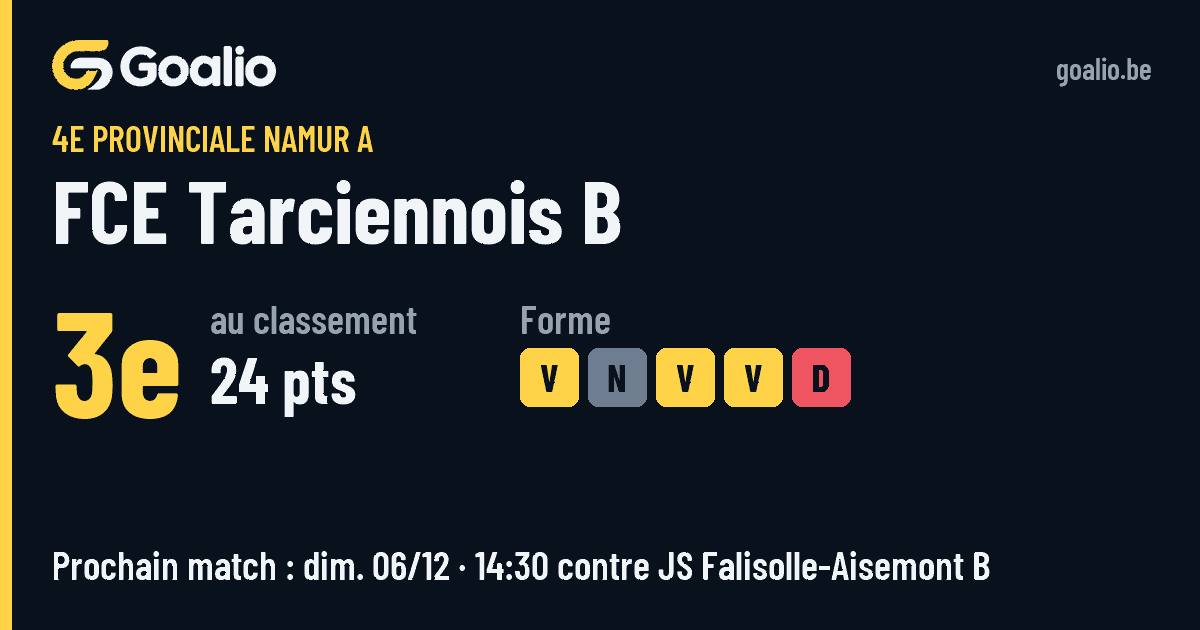 Goalio
goalio.be
4E PROVINCIALE NAMUR A
FCE Tarciennois B
3e
au classement
24 pts
Forme
V N V V D
Prochain match : dim. 06/12 · 14:30 contre JS Falisolle-Aisemont B